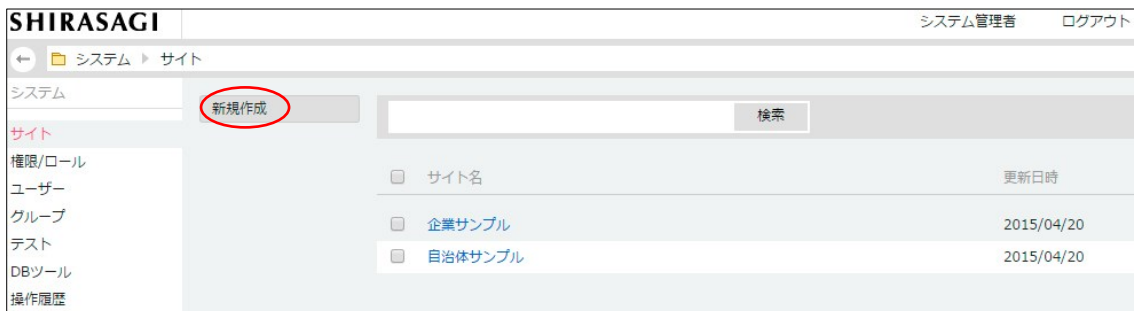 SHIRASAGI システム管理者 ログアウト
システム サイト
システム
新規作成
検索
サイト
権限/ロール
ユーザー
グループ
テスト
DBツール
操作履歴
サイト名 更新日時
企業サンプル 2015/04/20
自治体サンプル 2015/04/20